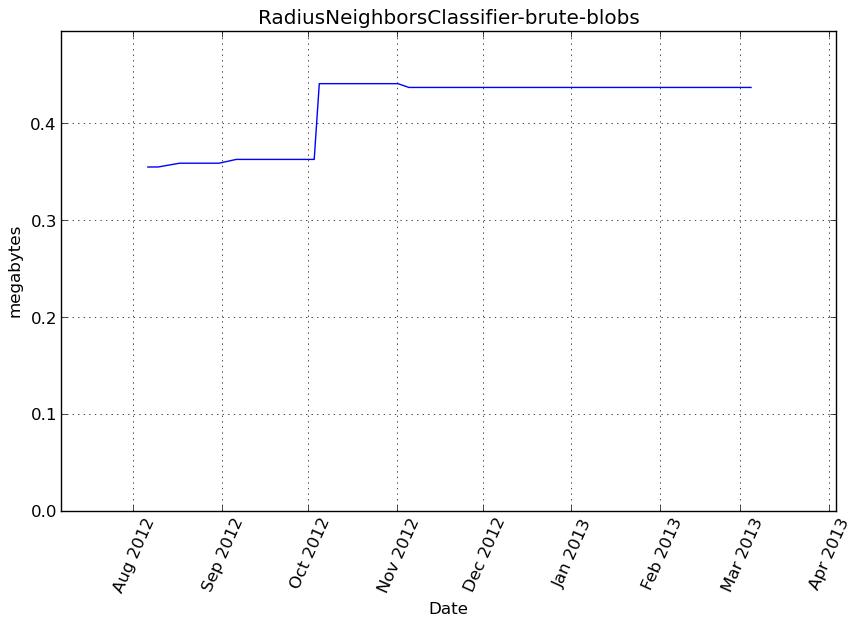 RadiusNeighborsClassifier-brute-blobs
0.4
0.3
0.2
0.1
0.0
megabytes
Aug 2012
Sep 2012
Oct 2012
Nov 2012
Dec 2012
Jan 2013
Feb 2013
Mar 2013
Apr 2013
Date